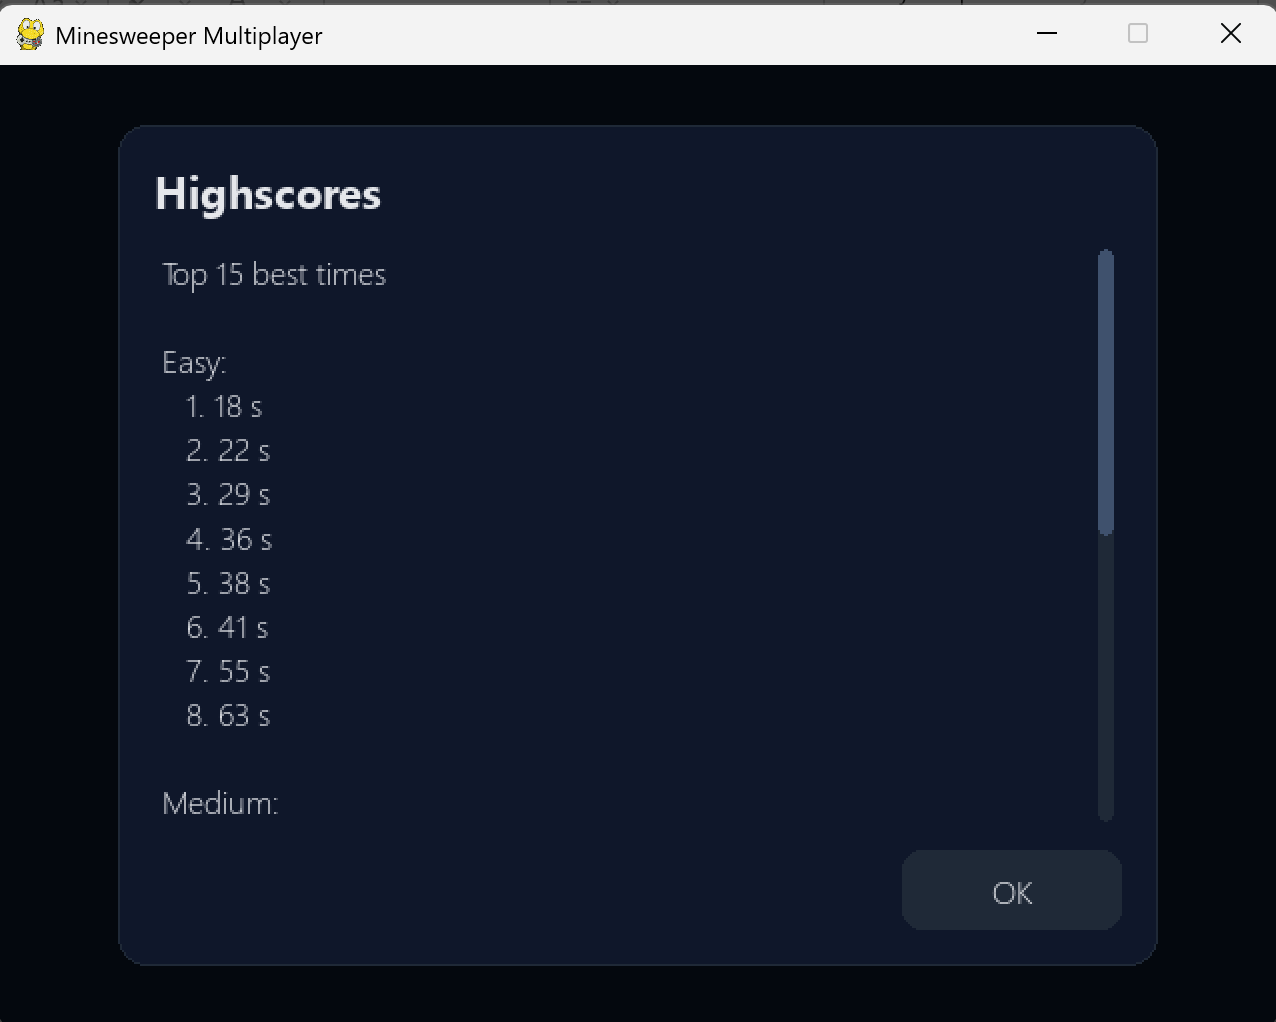 Minesweeper Multiplayer
Highscores
Top 15 best times
Easy:
1. 18 s
2. 22 s
3. 29 s
4. 36 s
5. 38 s
6. 41 s
7. 55 s
8. 63 s
Medium:
OK